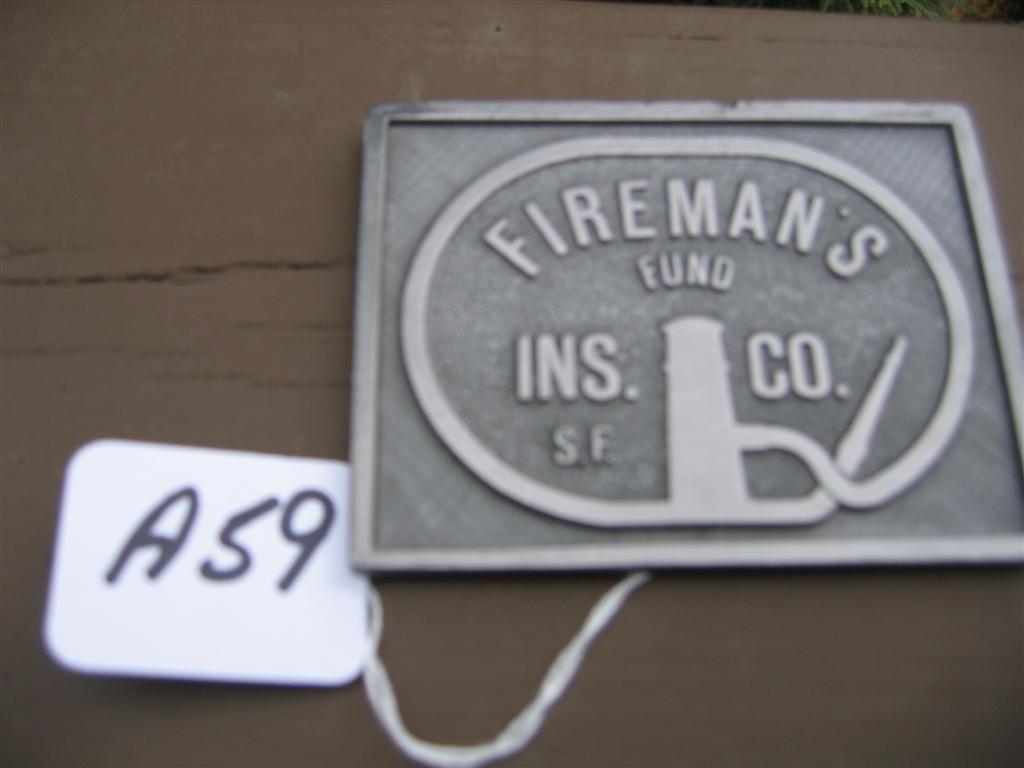 FIREMAN'S
FUND
INS. CO.
S.F.
A59